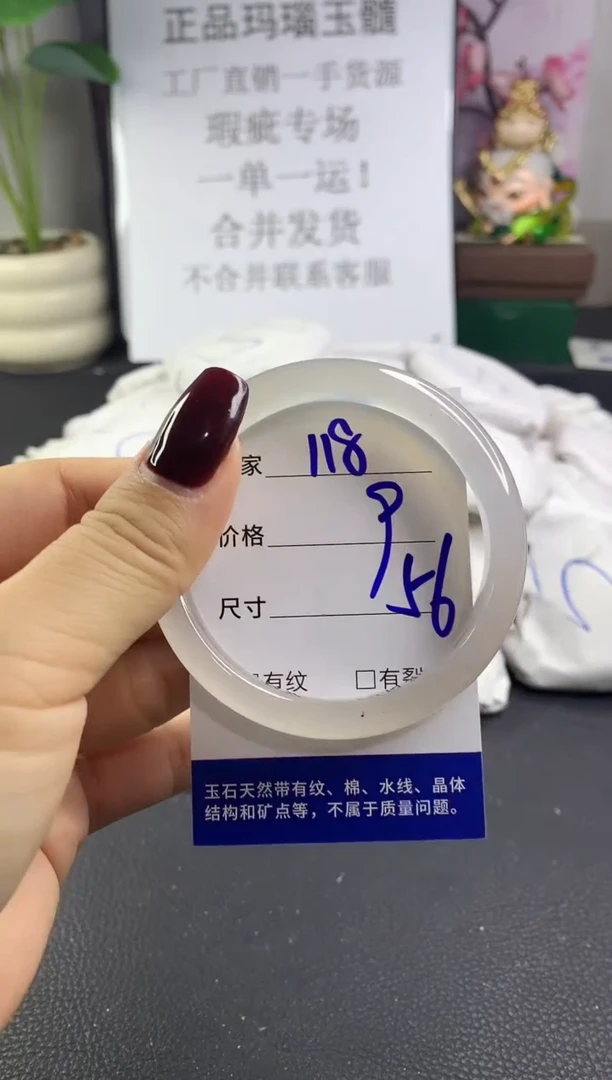 正品玛瑙玉髓
工厂直销一手货源
瑕疵专场
一单一运！
合并发货
不合并联系客服
家 118
价格 P
尺寸 56
有纹 □有裂
玉石天然带有纹、棉、水线、晶体
结构和矿点等，不属于质量问题。